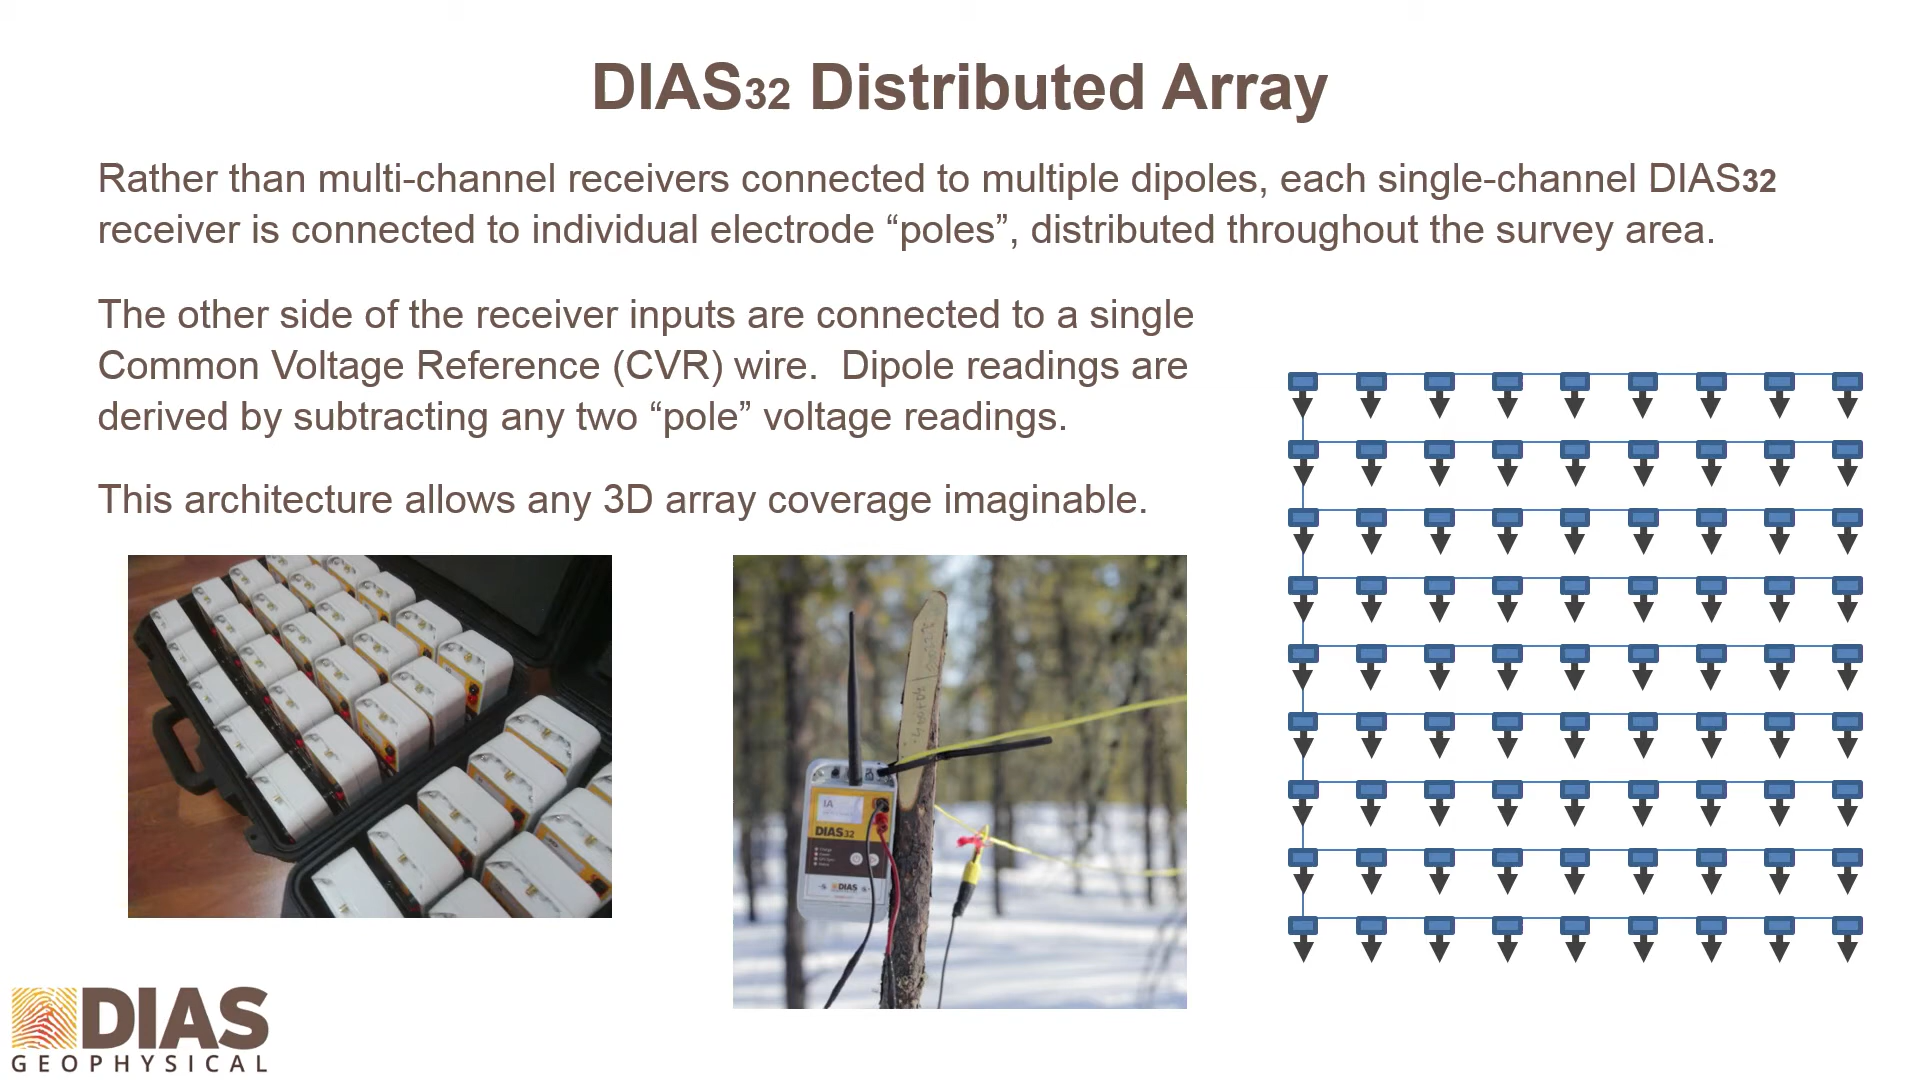 DIAS32 Distributed Array
Rather than multi-channel receivers connected to multiple dipoles, each single-channel DIAS32
receiver is connected to individual electrode “poles”, distributed throughout the survey area.
The other side of the receiver inputs are connected to a single
Common Voltage Reference (CVR) wire.  Dipole readings are
derived by subtracting any two “pole” voltage readings.
This architecture allows any 3D array coverage imaginable.
IA
DIAS32
DIAS
DIAS
GEOPHYSICAL